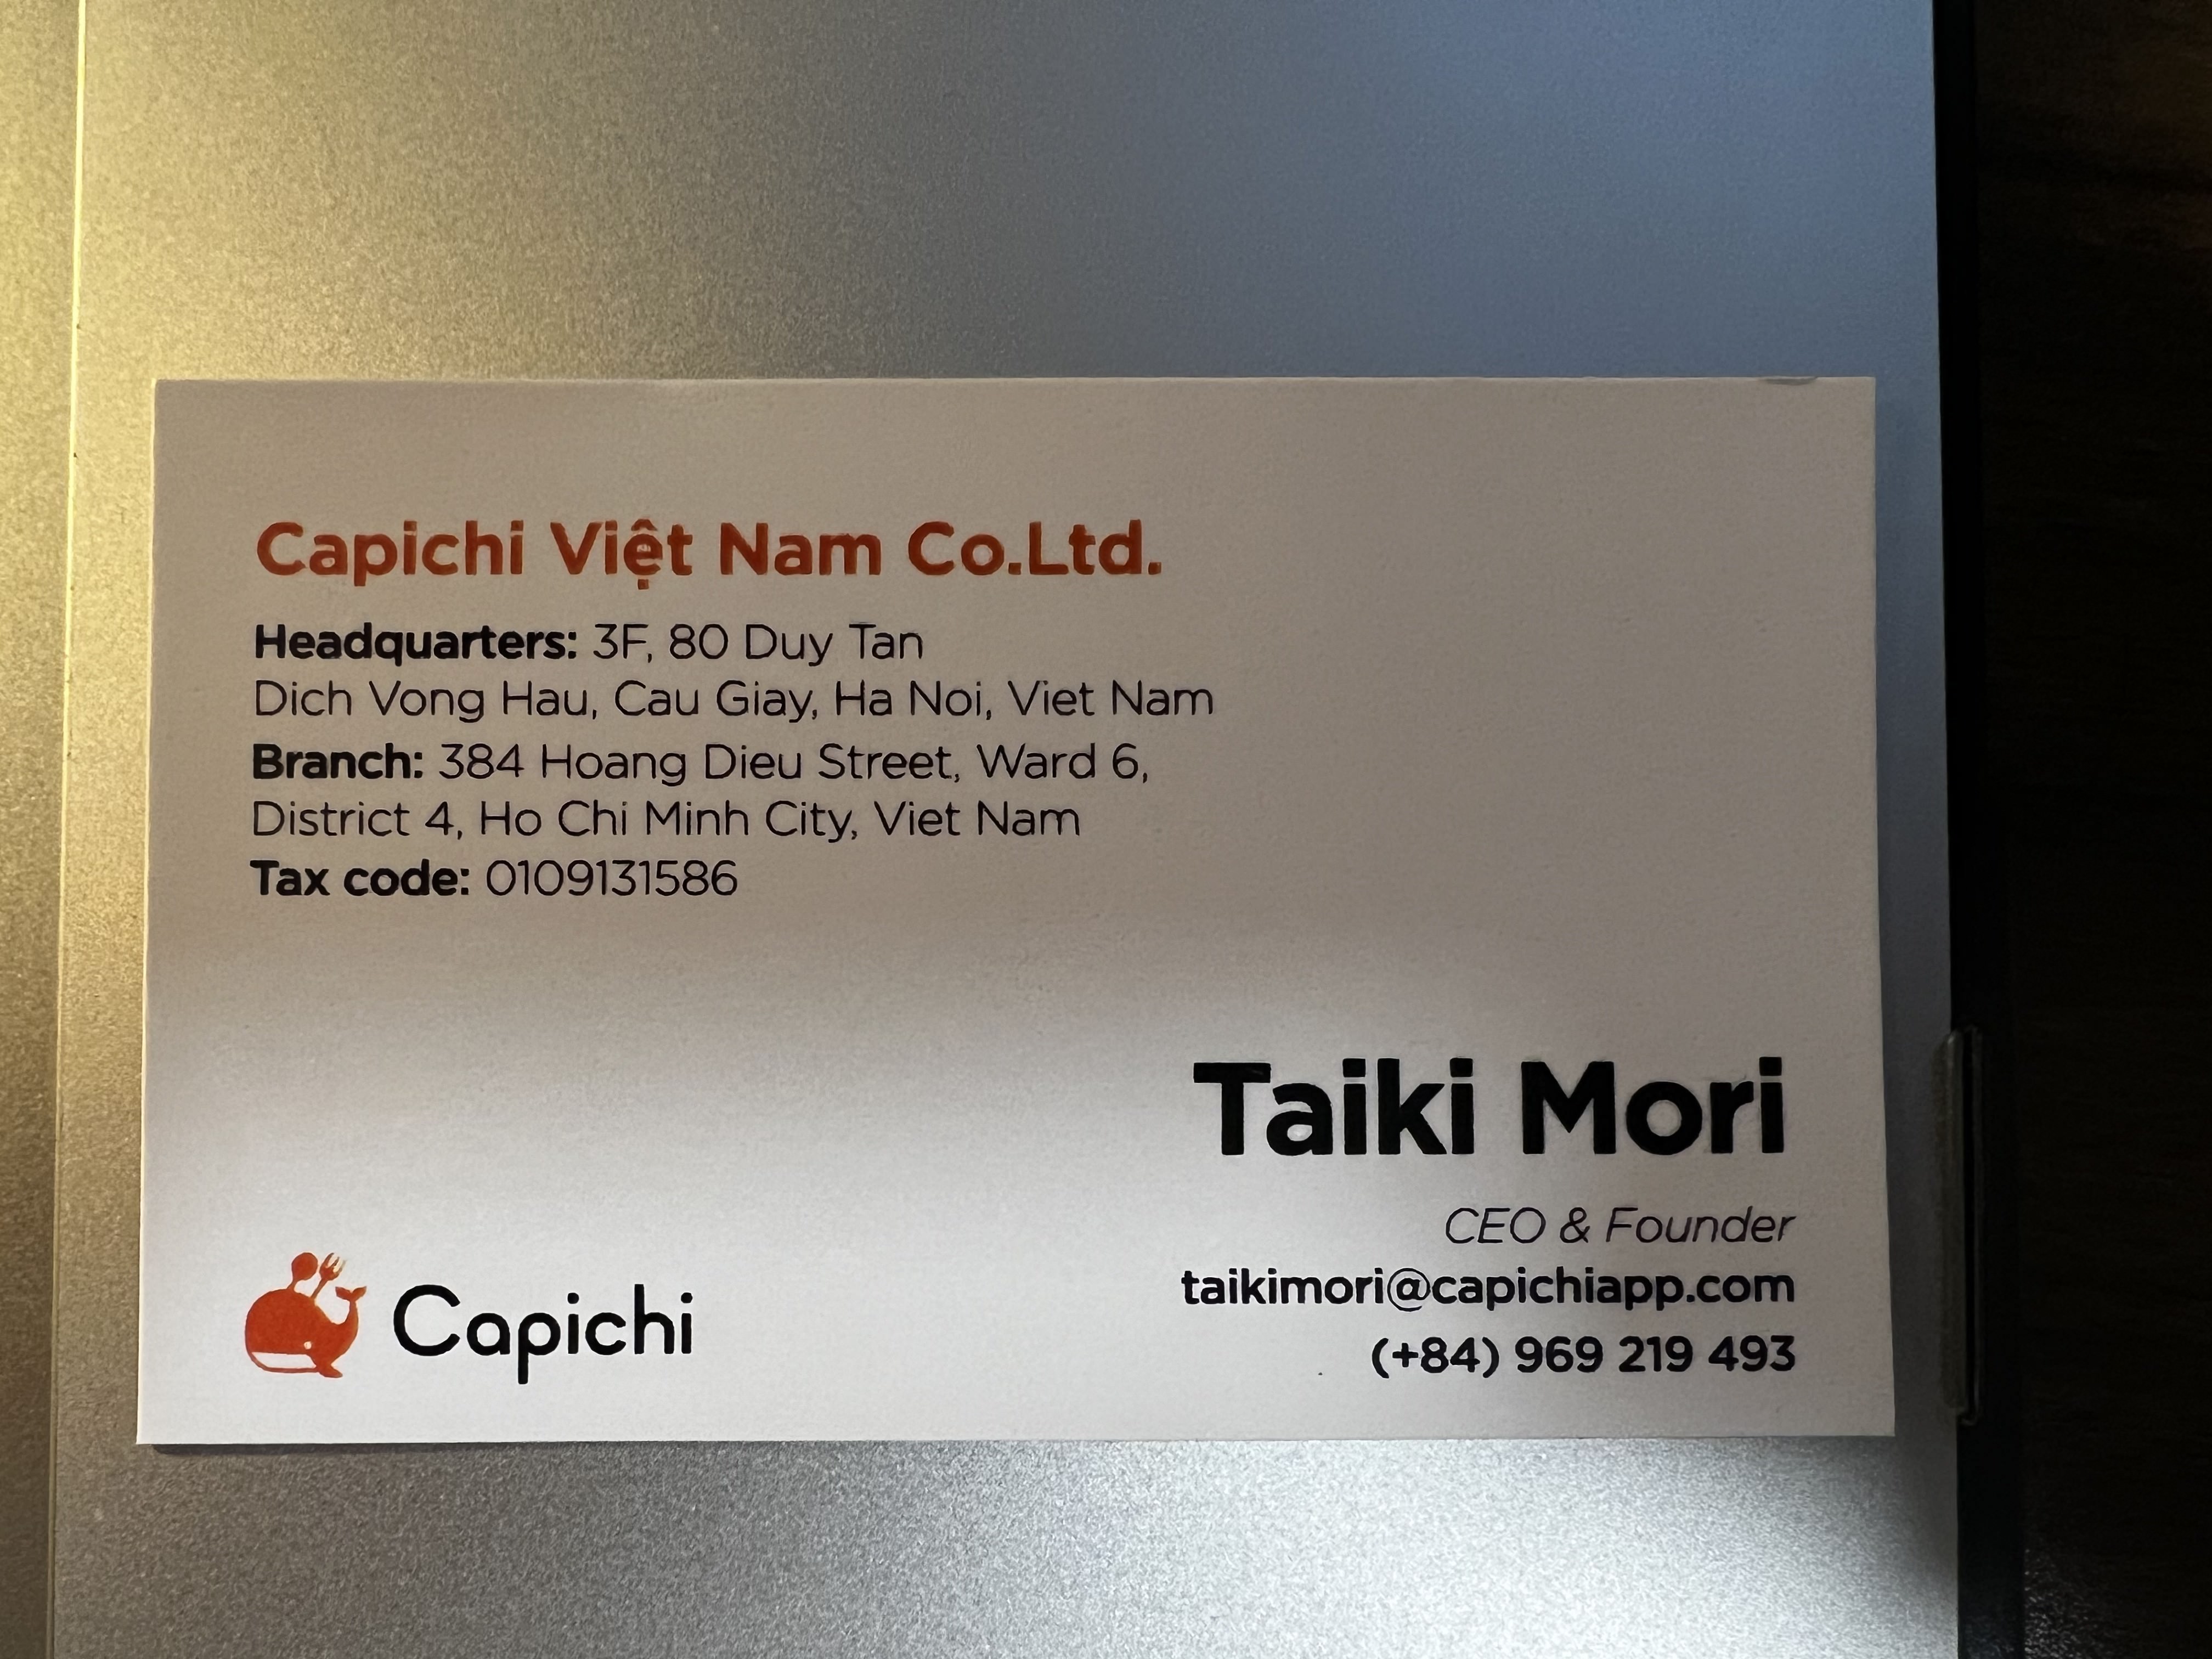 Capichi Việt Nam Co.Ltd.
Headquarters: 3F, 80 Duy Tan
Dich Vong Hau, Cau Giay, Ha Noi, Viet Nam
Branch: 384 Hoang Dieu Street, Ward 6,
District 4, Ho Chi Minh City, Viet Nam
Tax code: 0109131586
Taiki Mori
CEO & Founder
taikimori@capichiapp.com
(+84) 969 219 493
Capichi